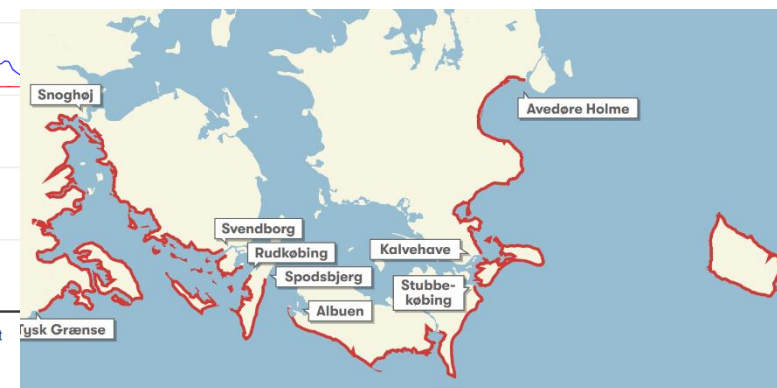 Snoghøj
Avedøre Holme
Svendborg
Rudkøbing
Kalvehave
Spodsbjerg
Stubbe-
købing
Albuen
Tysk Grænse
t